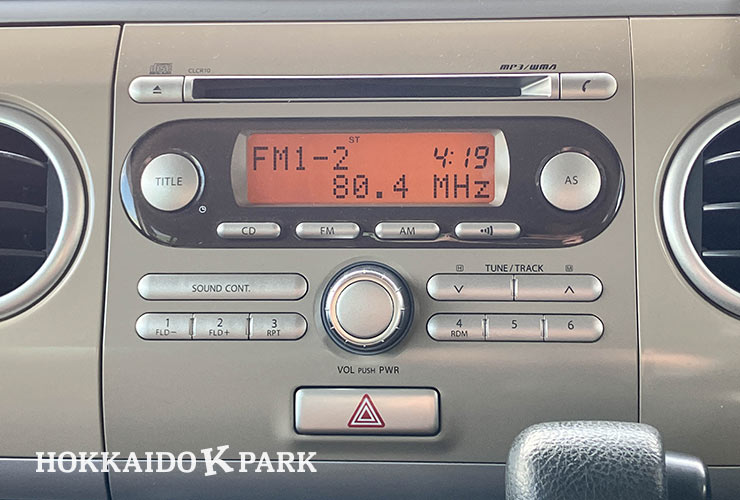 CLCR10
MP3/WMA
ST
FM1-2 4:19
80.4 MHz
TITLE
AS
CD FM AM
SOUND CONT.
TUNE/TRACK
1 FLD−
2 FLD+
3 RPT
4 RDM
5
6
VOL PUSH PWR
HOKKAIDO K PARK